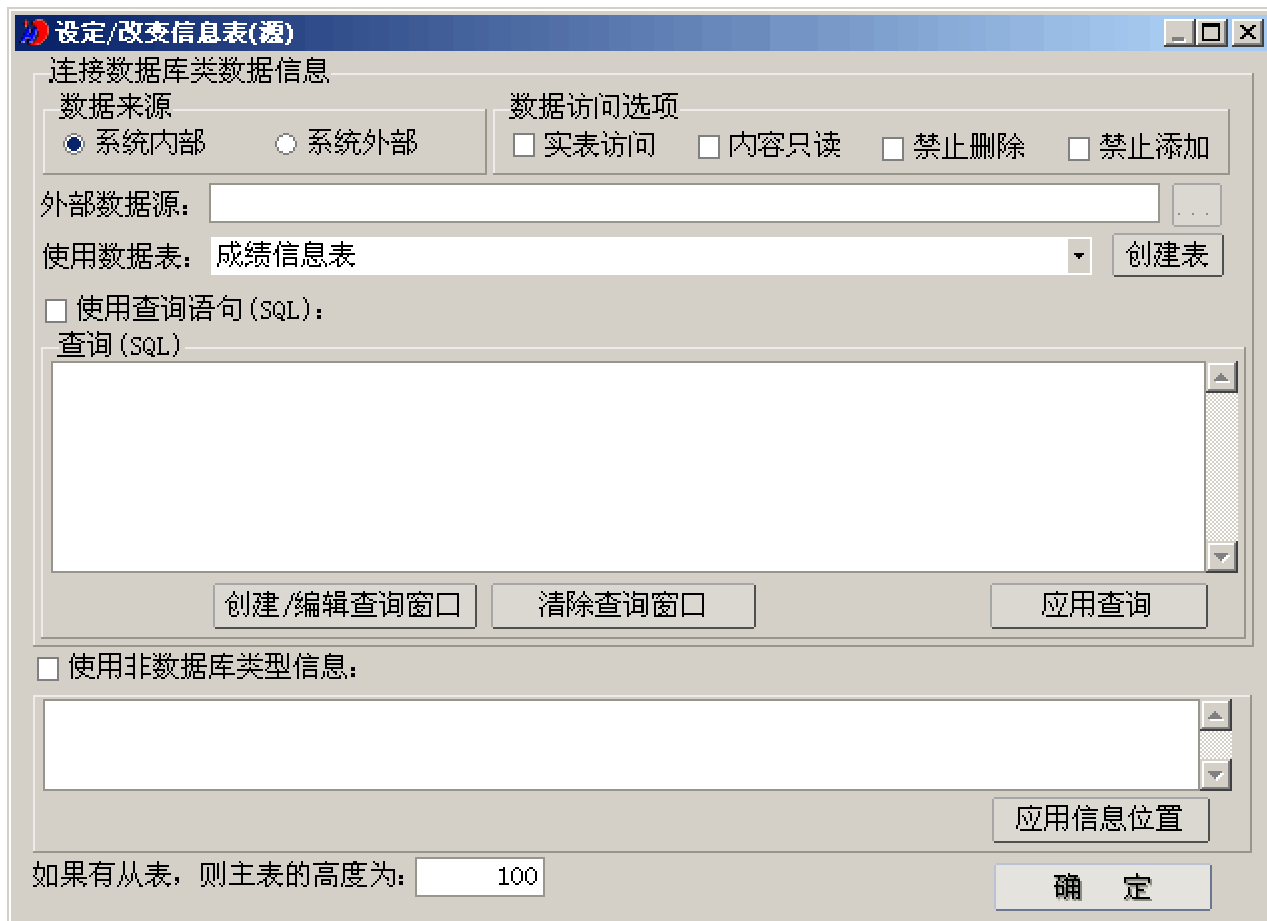 设定/改变信息表(源)
连接数据库类数据信息
数据来源 数据访问选项
系统内部 系统外部 实表访问 内容只读 禁止删除 禁止添加
外部数据源: ...
使用数据表: 成绩信息表 创建表
使用查询语句(SQL):
查询(SQL)
创建/编辑查询窗口 清除查询窗口 应用查询
使用非数据库类型信息:
应用信息位置
如果有从表，则主表的高度为: 100
确 定